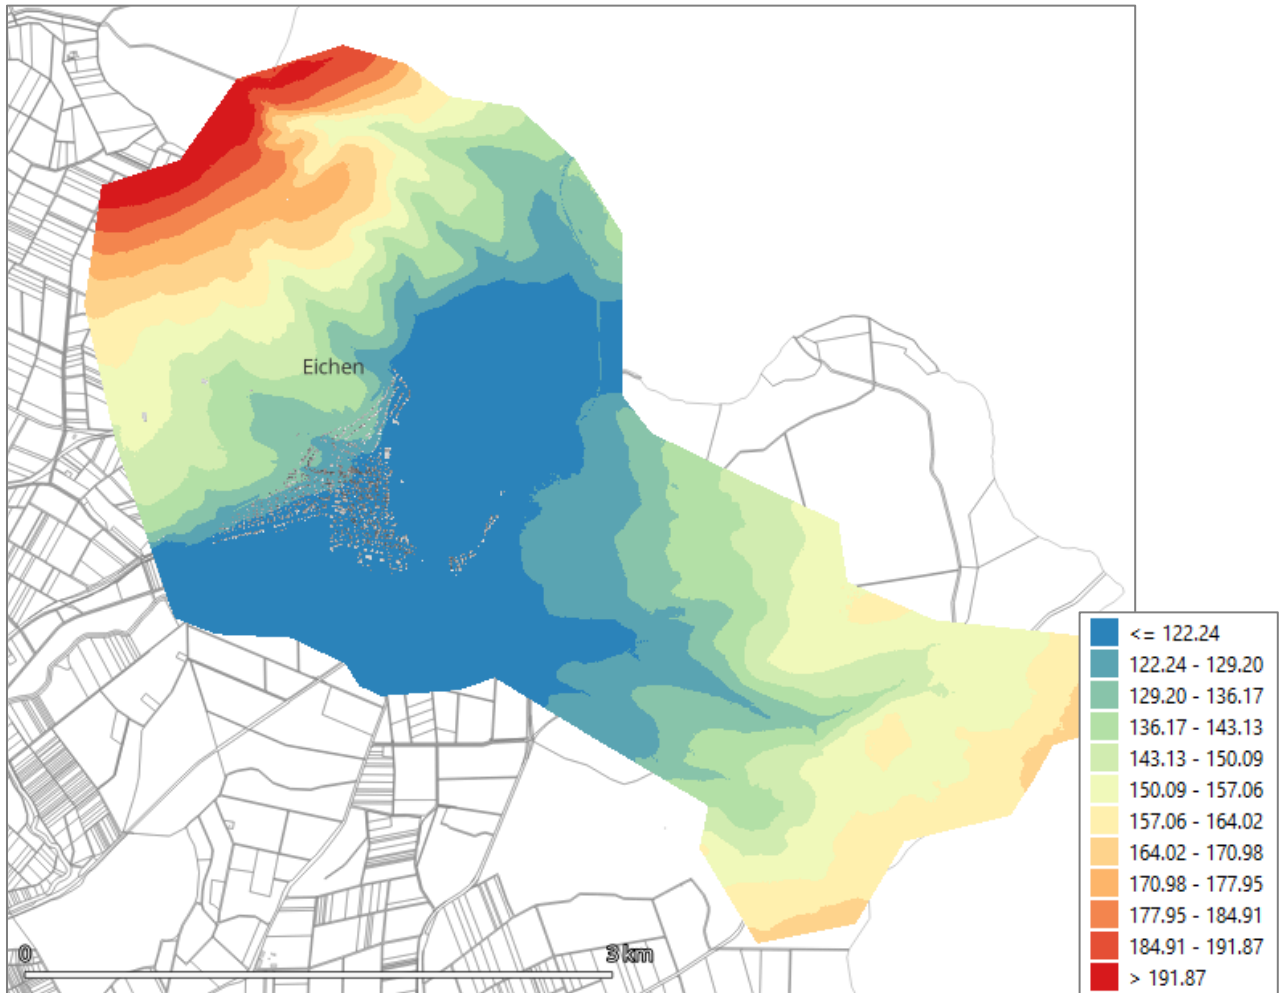 Eichen
<= 122.24
122.24 - 129.20
129.20 - 136.17
136.17 - 143.13
143.13 - 150.09
150.09 - 157.06
157.06 - 164.02
164.02 - 170.98
170.98 - 177.95
177.95 - 184.91
184.91 - 191.87
> 191.87
0 3 km